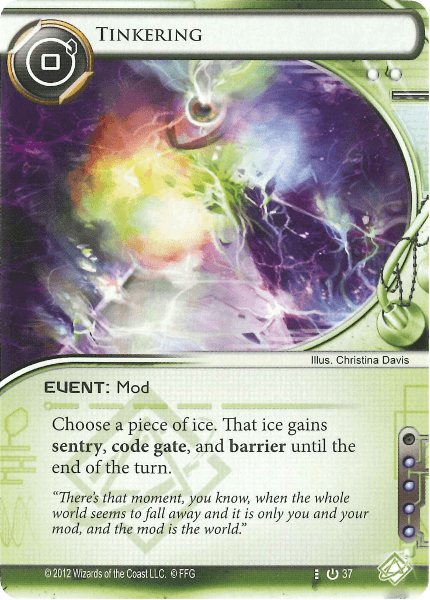 TINKERING
Illus. Christina Davis
EVENT: Mod
Choose a piece of ice. That ice gains
sentry, code gate, and barrier until the
end of the turn.
“There’s that moment, you know, when the whole
world seems to fall away and it is only you and your
mod, and the mod is the world.”
© 2012 Wizards of the Coast LLC. © FFG
37